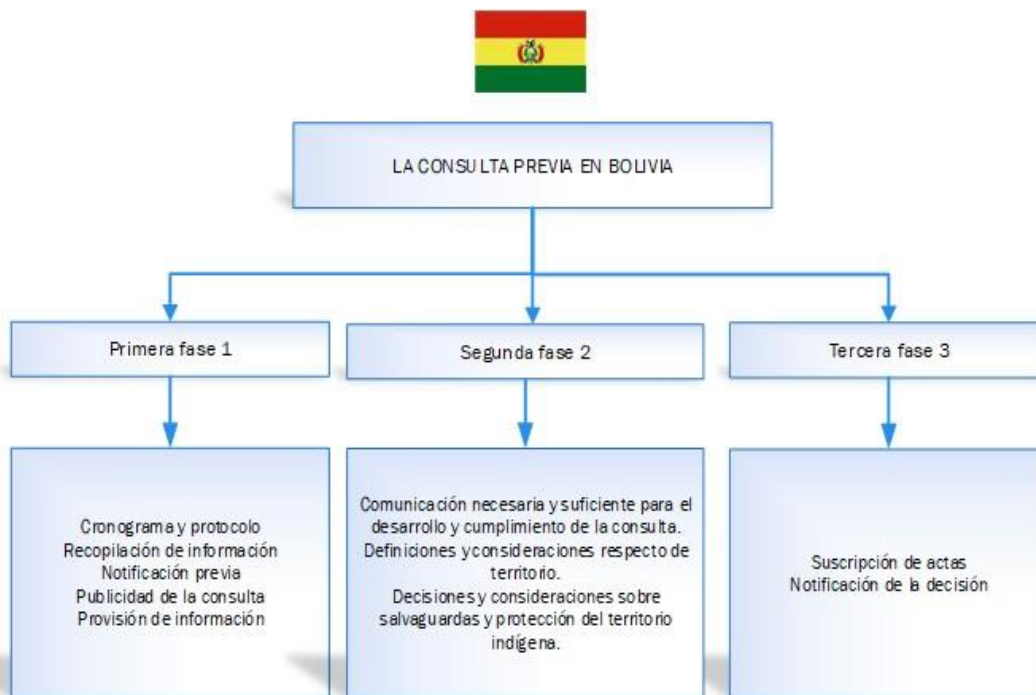 LA CONSULTA PREVIA EN BOLIVIA
Primera fase 1
Segunda fase 2
Tercera fase 3
Cronograma y protocolo
Recopilación de información
Notificación previa
Publicidad de la consulta
Provisión de información
Comunicación necesaria y suficiente para el
desarrollo y cumplimiento de la consulta.
Definiciones y consideraciones respecto de
territorio.
Decisiones y consideraciones sobre
salvaguardas y protección del territorio
indígena.
Suscripción de actas
Notificación de la decisión